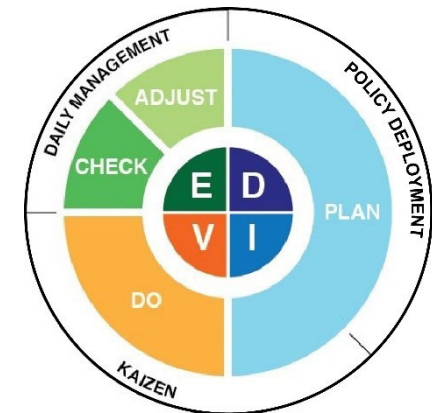 DAILY MANAGEMENT
POLICY DEPLOYMENT
ADJUST
CHECK
E D
PLAN
V I
DO
KAIZEN